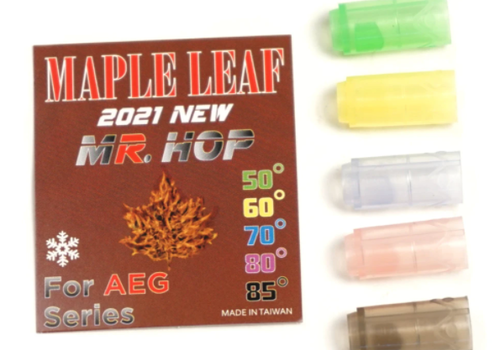 MAPLE LEAF
2021 NEW
MR. HOP
50°
60°
70°
80°
85°
For AEG
Series
MADE IN TAIWAN